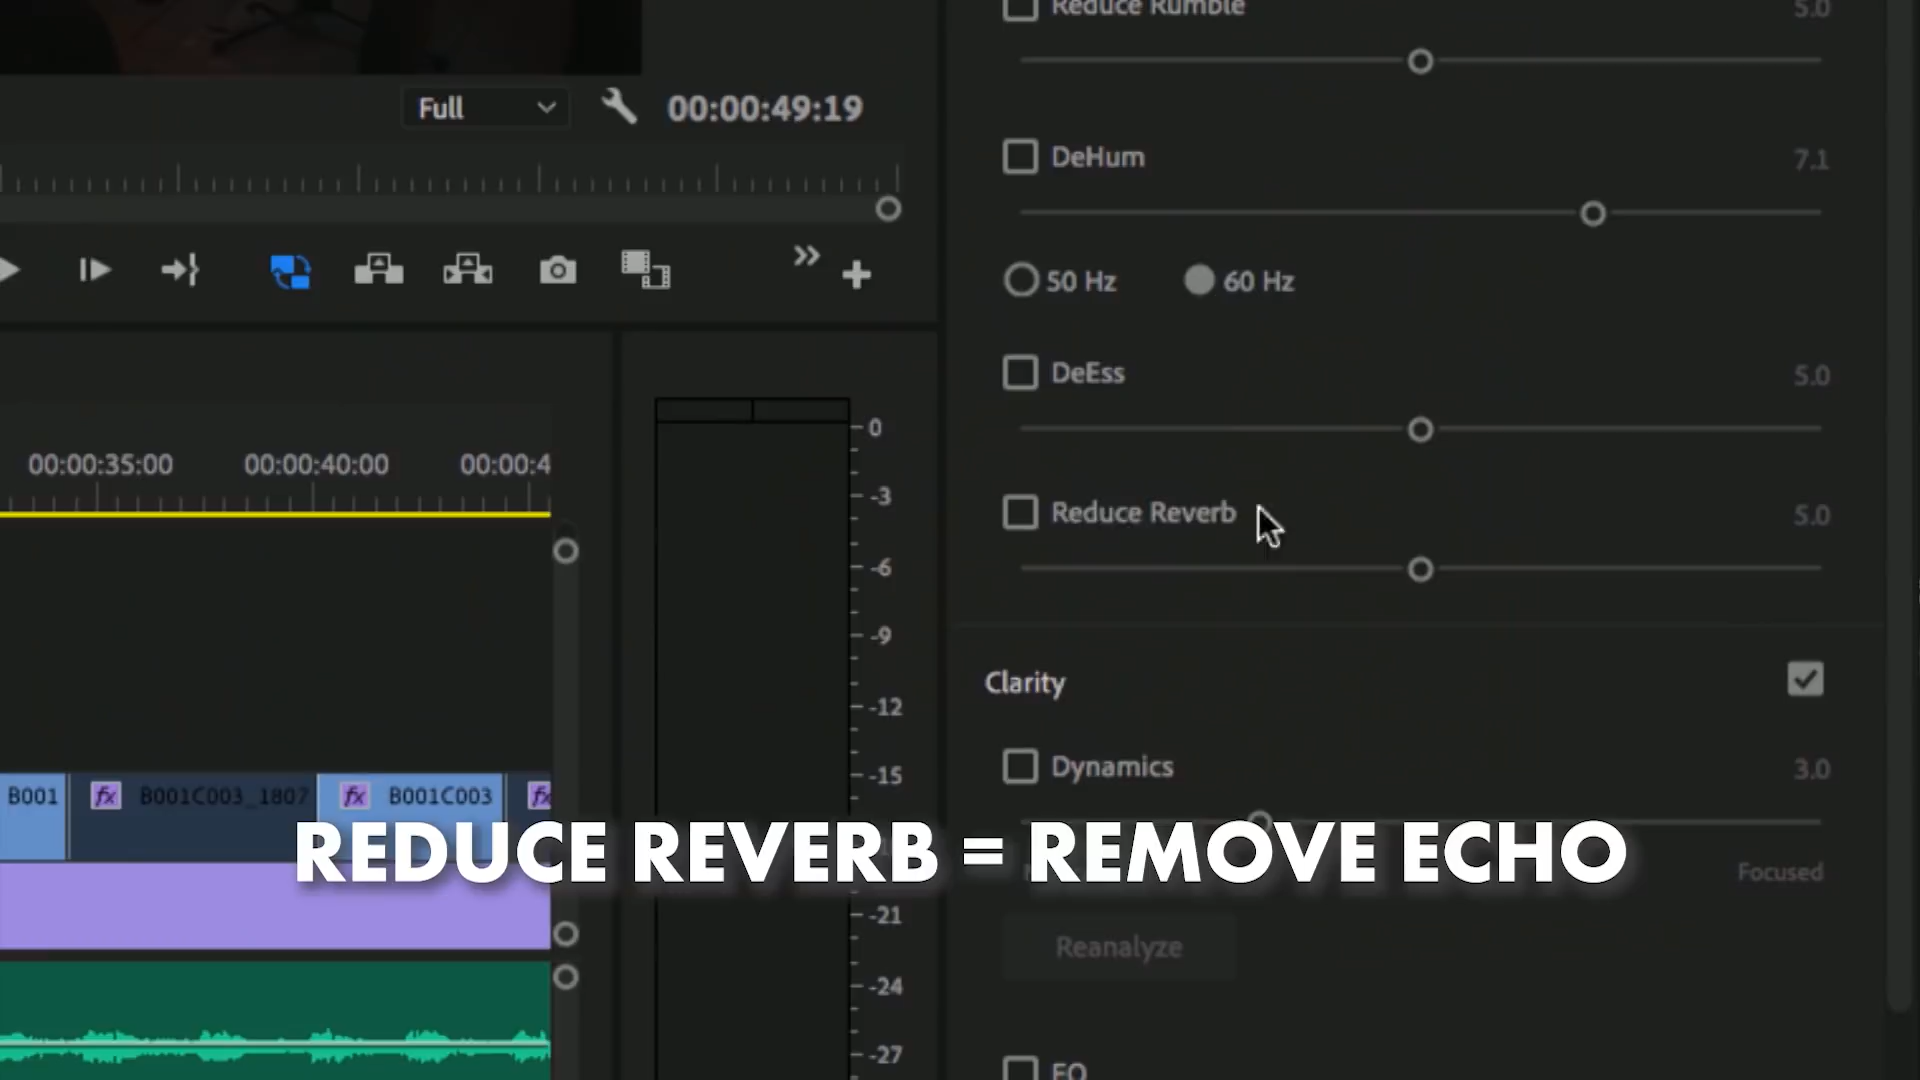 Reduce Rumble 5.0
Full 00:00:49:19
DeHum 7.1
50 Hz 60 Hz
DeEss 5.0
00:00:35:00 00:00:40:00 00:00:4
Reduce Reverb 5.0
Clarity
Dynamics 3.0
B001 fx B001C003_1807 fx B001C003 fx
REDUCE REVERB = REMOVE ECHO
Focused
Reanalyze
EQ
0
-3
-6
-9
-12
-15
-21
-24
-27